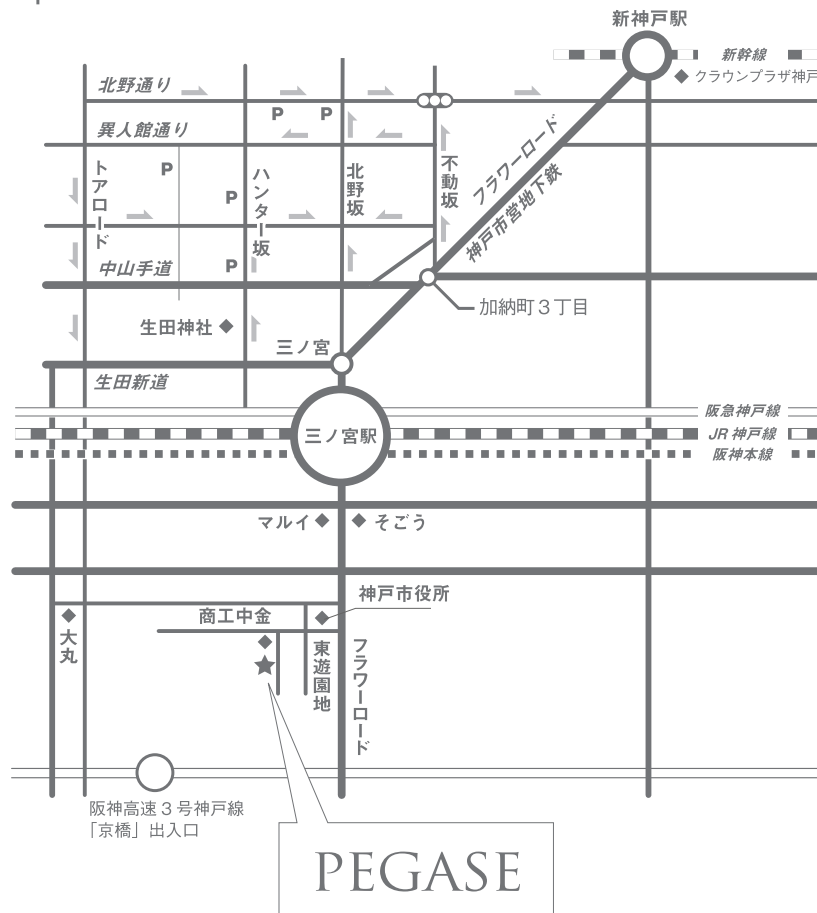 新神戸駅
新幹線
クラウンプラザ神戸
北野通り
P
P
異人館通り
P
P
P
トアロード
ハンター坂
北野坂
不動坂
フラワーロード
神戸市営地下鉄
中山手道
加納町3丁目
生田神社
三ノ宮
生田新道
阪急神戸線
三ノ宮駅
JR神戸線
阪神本線
マルイ
そごう
神戸市役所
商工中金
大丸
東遊園地
フラワーロード
阪神高速3号神戸線
「京橋」出入口
PEGASE